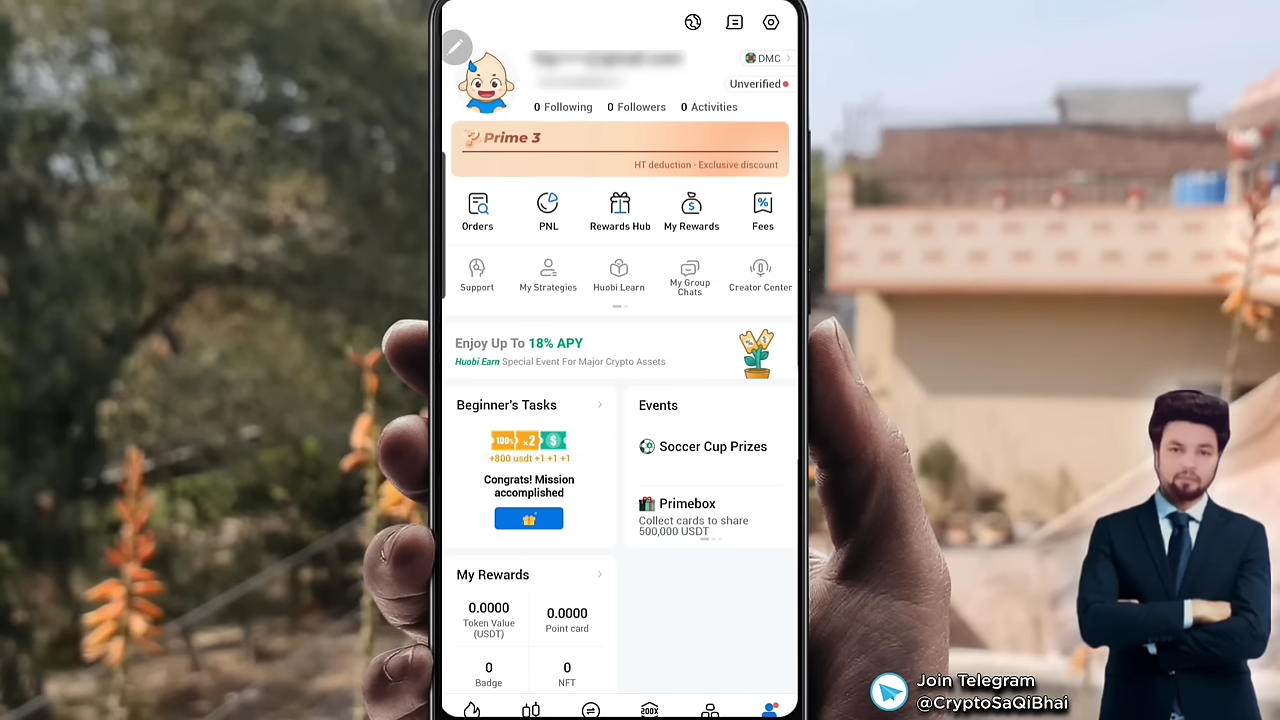 DMC
Unverified
0 Following 0 Followers 0 Activities
Prime 3
HT deduction · Exclusive discount
Orders PNL Rewards Hub My Rewards Fees
Support My Strategies Huobi Learn My Group Chats Creator Center
Enjoy Up To 18% APY
Huobi Earn Special Event For Major Crypto Assets
Beginner's Tasks
100% x2 $
+800 usdt +1 +1 +1
Congrats! Mission
accomplished
Events
Soccer Cup Prizes
Primebox
Collect cards to share
500,000 USDT
My Rewards
0.0000
Token Value
(USDT)
0.0000
Point card
0
Badge
0
NFT
200X
Join Telegram
@CryptoSaQiBhai